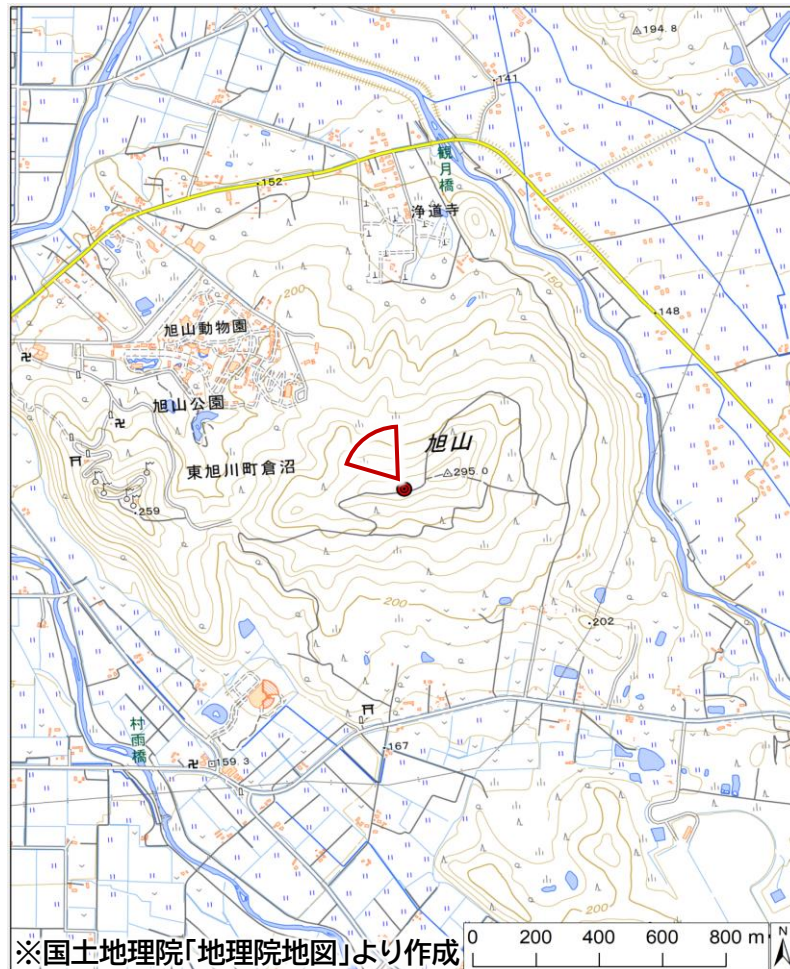 194.8
141
観月橋
152
浄道寺
200
150
旭山動物園
148
旭山公園
旭山
東旭川町倉沼
295.0
259
200
202
村雨橋
167
159.3
※国土地理院「地理院地図」より作成
0 200 400 600 800 m
N